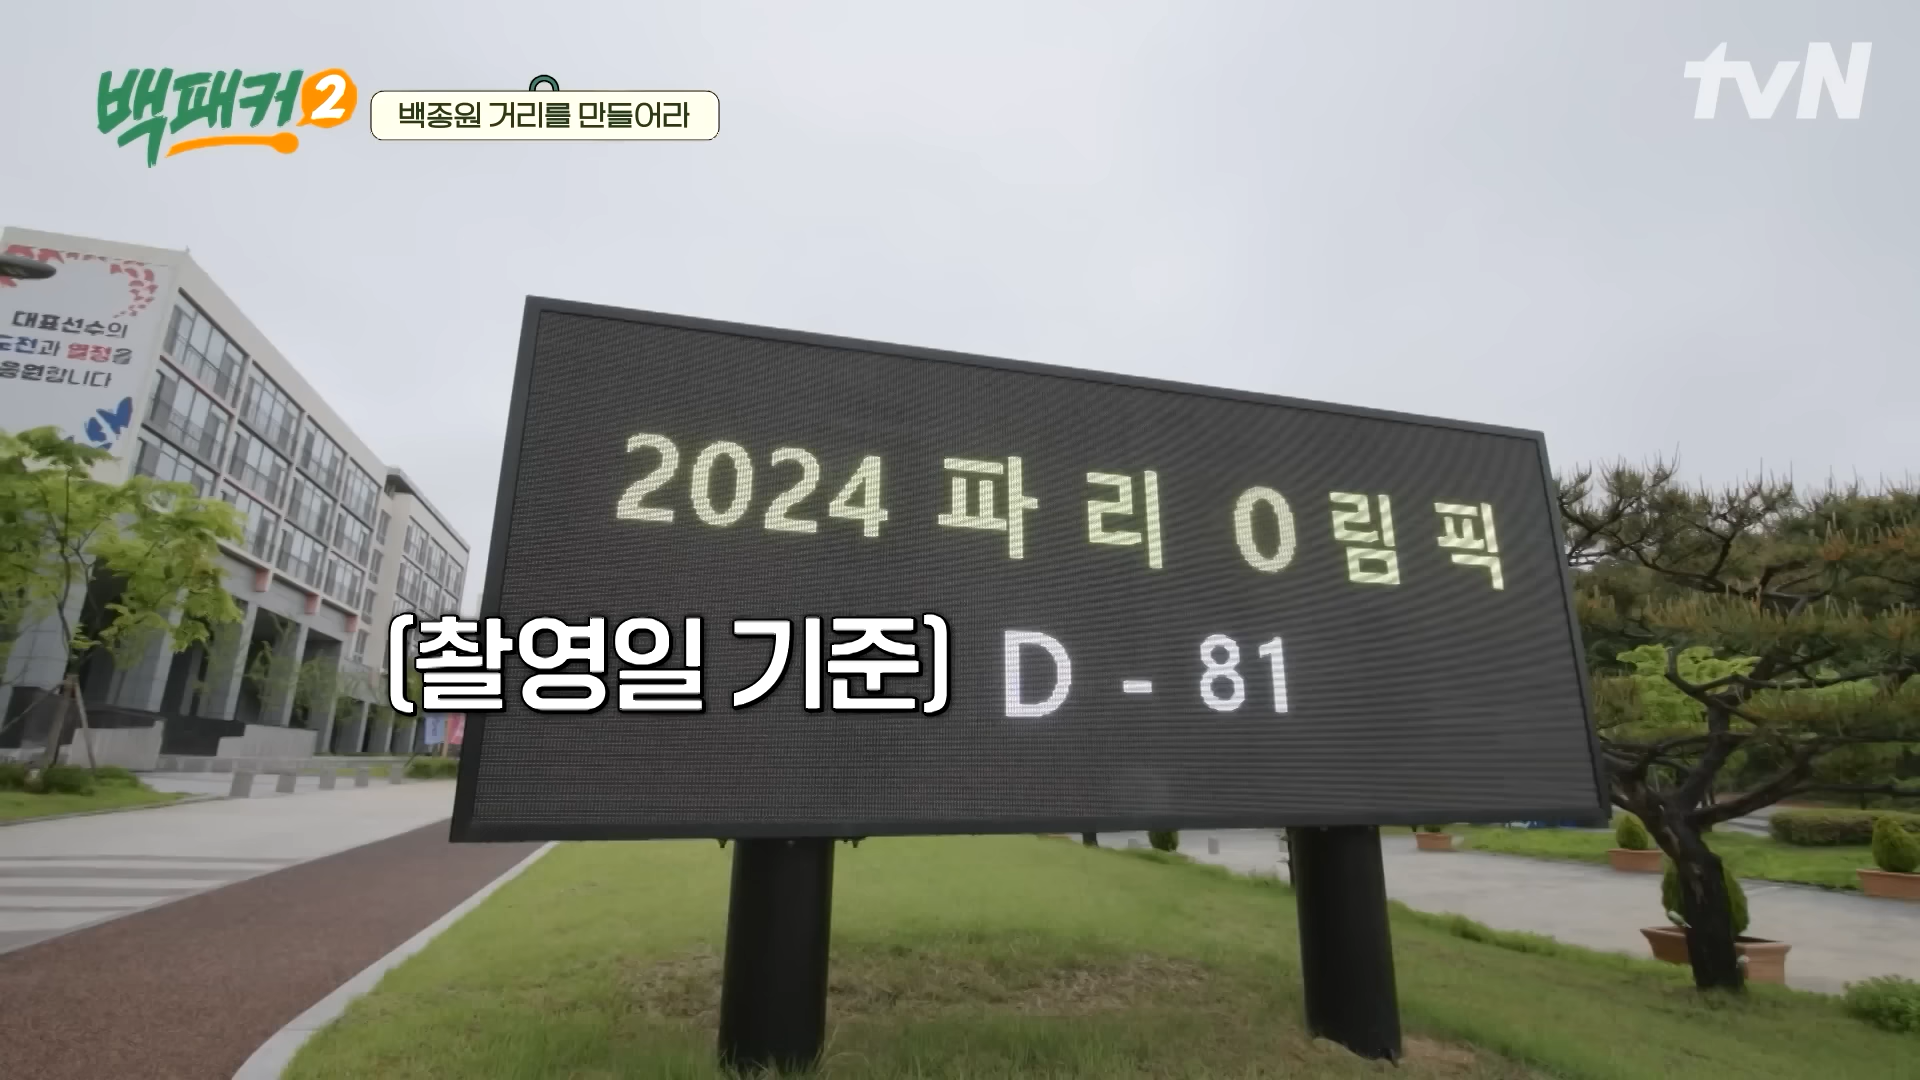 백패커2
백종원 거리를 만들어라
tvN
대표선수의
도전과 열정을
응원합니다
2024 파리 0림픽
(촬영일 기준) D - 81